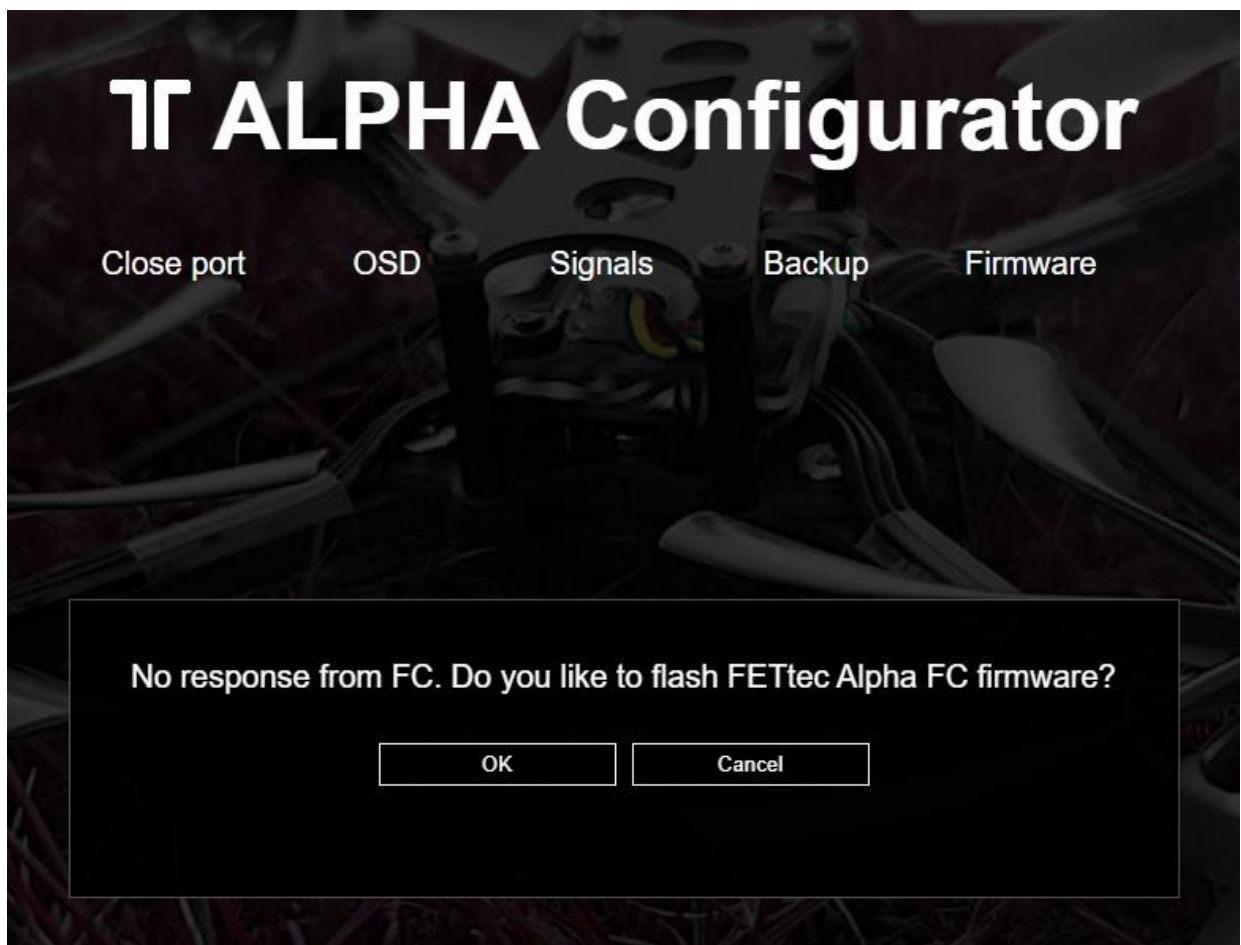 ALPHA Configurator
Close port OSD Signals Backup Firmware
No response from FC. Do you like to flash FETtec Alpha FC firmware?
OK Cancel